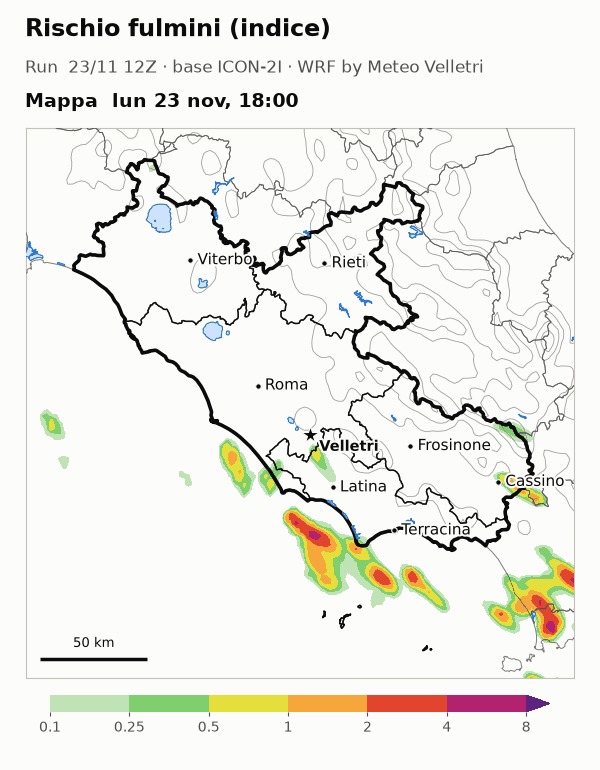 Rischio fulmini (indice)
Run  23/11 12Z · base ICON-2I · WRF by Meteo Velletri
Mappa  lun 23 nov, 18:00
Viterbo
Rieti
Roma
Velletri
Frosinone
Cassino
Latina
Terracina
50 km
0.1 0.25 0.5 1 2 4 8